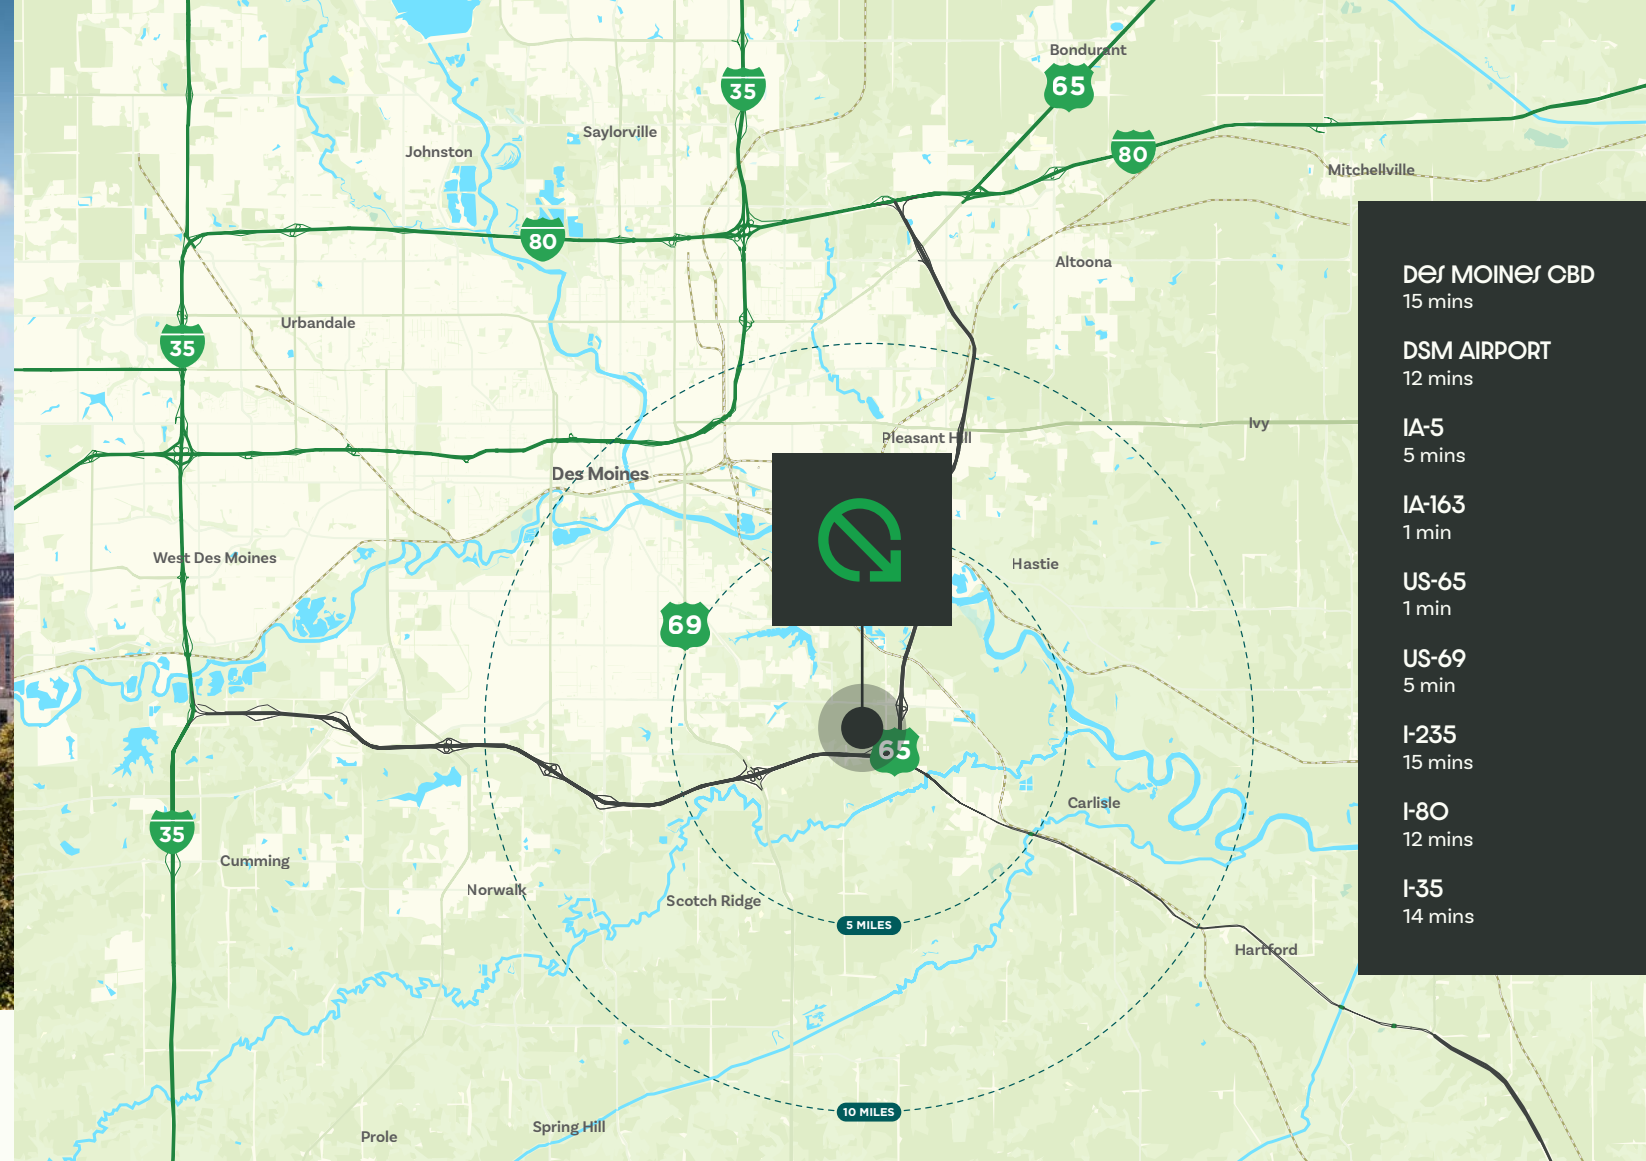 Bondurant
65
35
Saylorville
Johnston
80
Mitchellville
80
Altoona
Urbandale
35
Ivy
Pleasant Hill
Des Moines
West Des Moines
Hastie
69
65
Carlisle
35
Cumming
Norwalk
Scotch Ridge
5 MILES
Hartford
10 MILES
Spring Hill
Prole
Des MOINes CBD
15 mins
DSM AIRPORT
12 mins
IA-5
5 mins
IA-163
1 min
US-65
1 min
US-69
5 min
I-235
15 mins
I-80
12 mins
I-35
14 mins